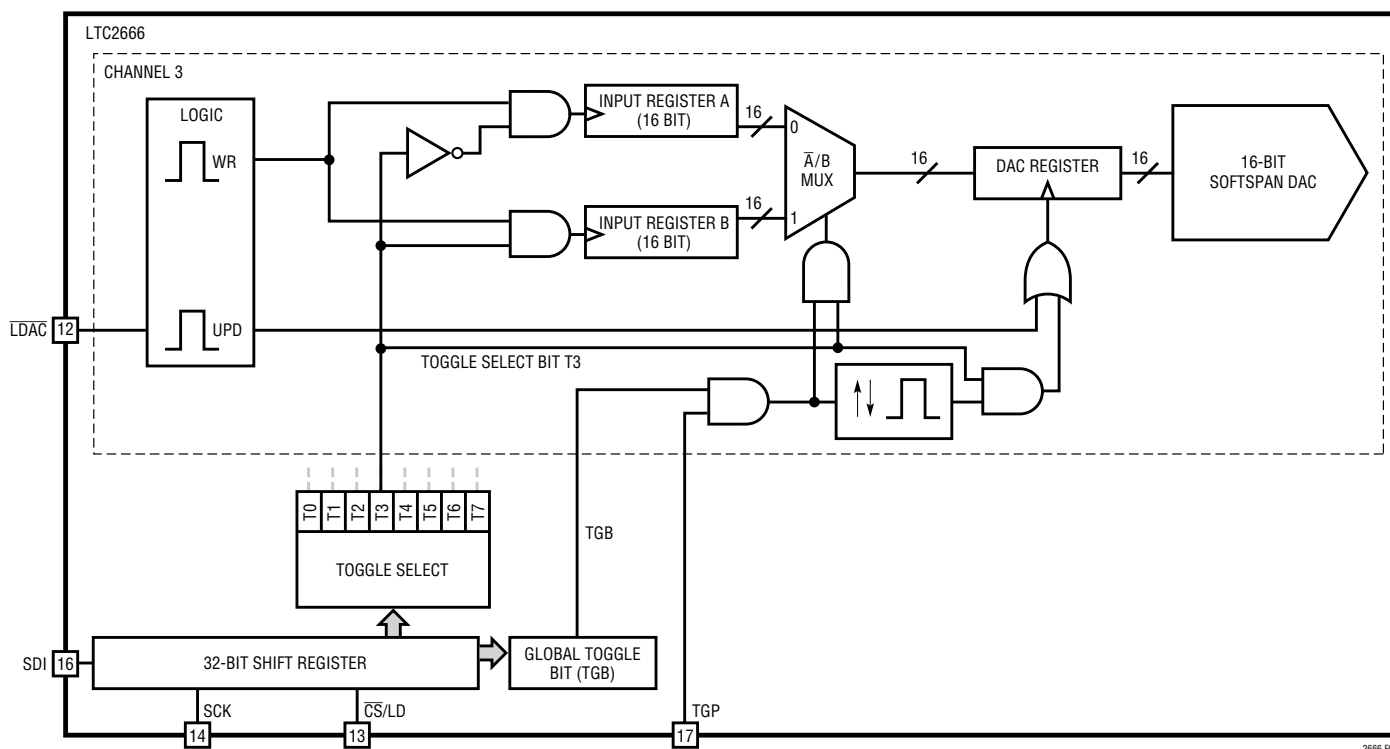 LTC2666
CHANNEL 3
LOGIC
WR
UPD
INPUT REGISTER A
(16 BIT)
16
0
A̅/B
MUX
16
DAC REGISTER
16
16-BIT
SOFTSPAN DAC
INPUT REGISTER B
(16 BIT)
16
1
L̅D̅A̅C̅
12
TOGGLE SELECT BIT T3
T0
T1
T2
T3
T4
T5
T6
T7
TOGGLE SELECT
TGB
SDI
16
32-BIT SHIFT REGISTER
GLOBAL TOGGLE
BIT (TGB)
SCK
C̅S̅/LD
TGP
14
13
17